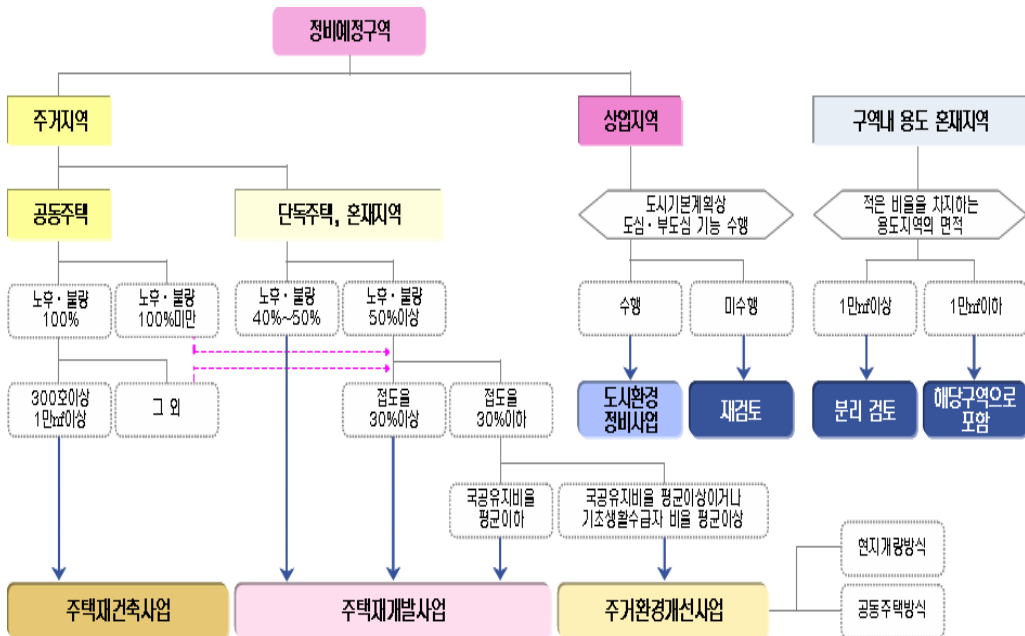 정비예정구역
주거지역
상업지역
구역내 용도 혼재지역
공동주택
단독주택, 혼재지역
도시기본계획상
도심·부도심 기능 수행
적은 비율을 차지하는
용도지역의 면적
노후·불량
100%
노후·불량
100%미만
노후·불량
40%~50%
노후·불량
50%이상
수행
미수행
1만㎡이상
1만㎡이하
300호이상
1만㎡이상
그 외
접도율
30%이상
접도율
30%이하
도시환경
정비사업
재검토
분리 검토
해당구역으로
포함
국공유지비율
평균이하
국공유지비율 평균이상이거나
기초생활수급자 비율 평균이상
현지개량방식
공동주택방식
주택재건축사업
주택재개발사업
주거환경개선사업